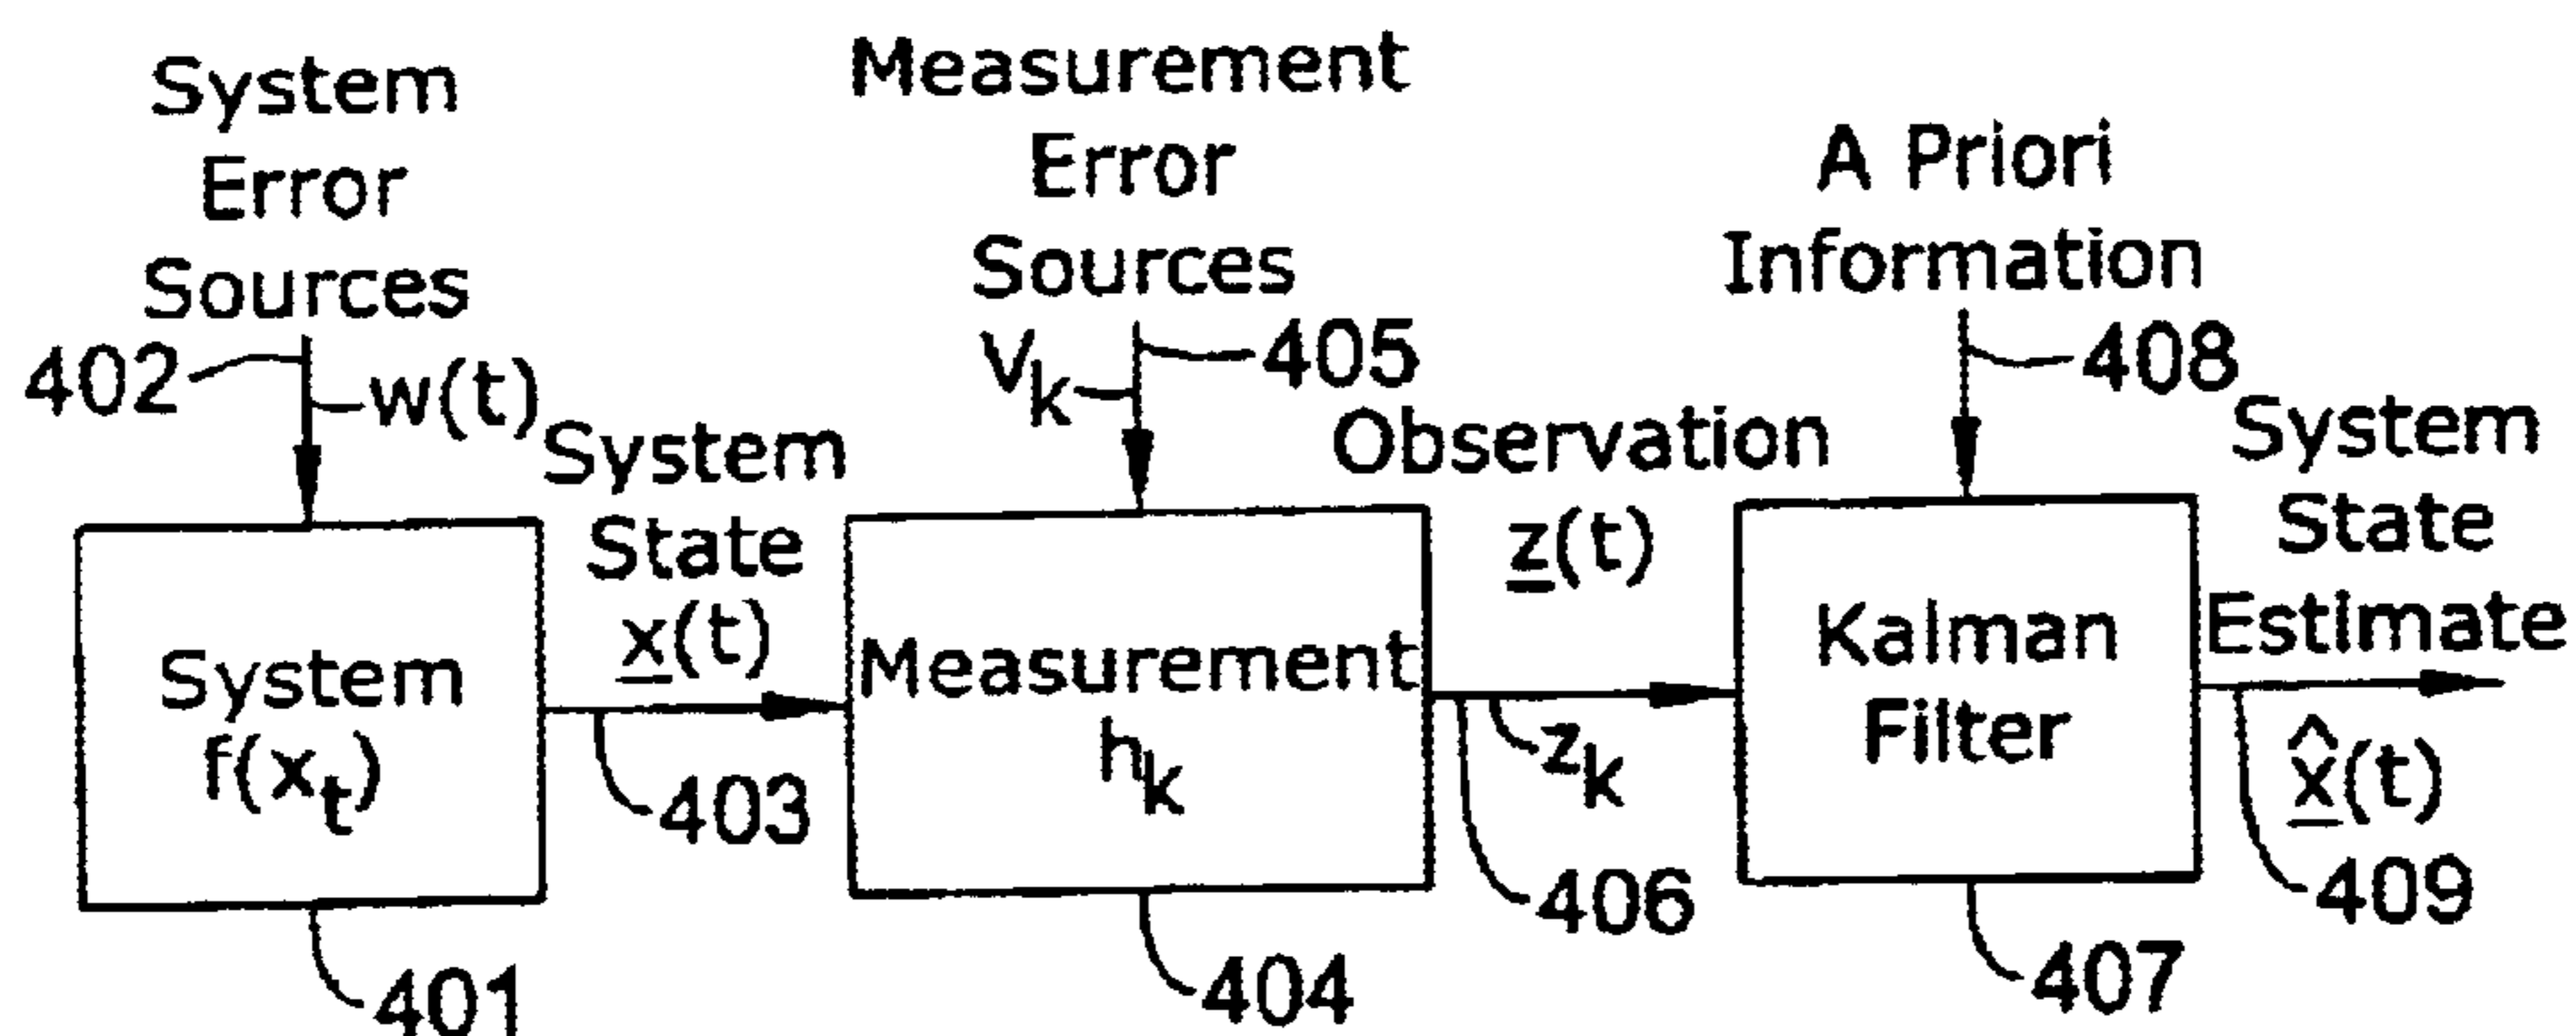 System
Error
Sources
402
w(t)
System
State
x(t)
System
f(xt)
403
401
Measurement
Error
Sources
Vk
405
Observation
z(t)
Measurement
hk
zk
406
404
A Priori
Information
408
System
State
Estimate
Kalman
Filter
x̂(t)
409
407